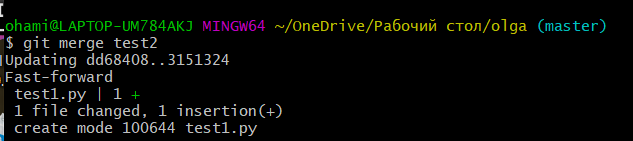 ohami@LAPTOP-UM784AKJ MINGW64 ~/OneDrive/Рабочий стол/olga (master)
$ git merge test2
Updating dd68408..3151324
Fast-forward
 test1.py | 1 +
 1 file changed, 1 insertion(+)
 create mode 100644 test1.py